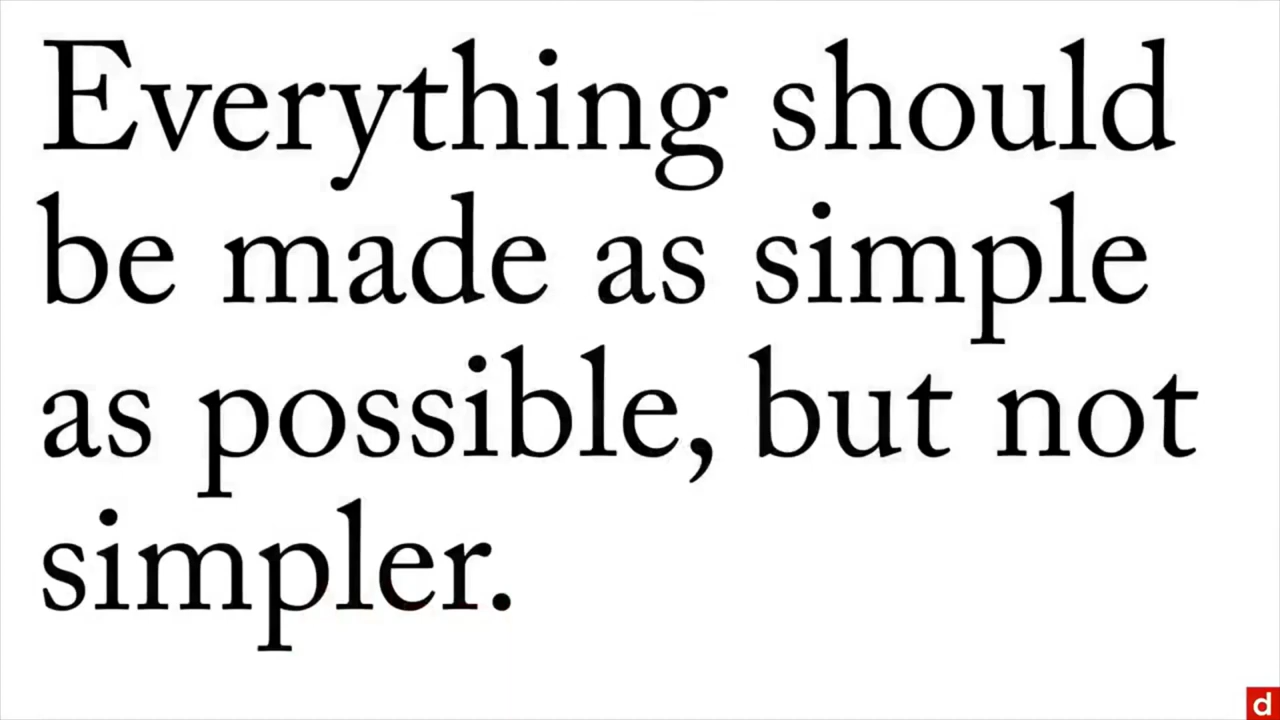 Everything should
be made as simple
as possible, but not
simpler.
d